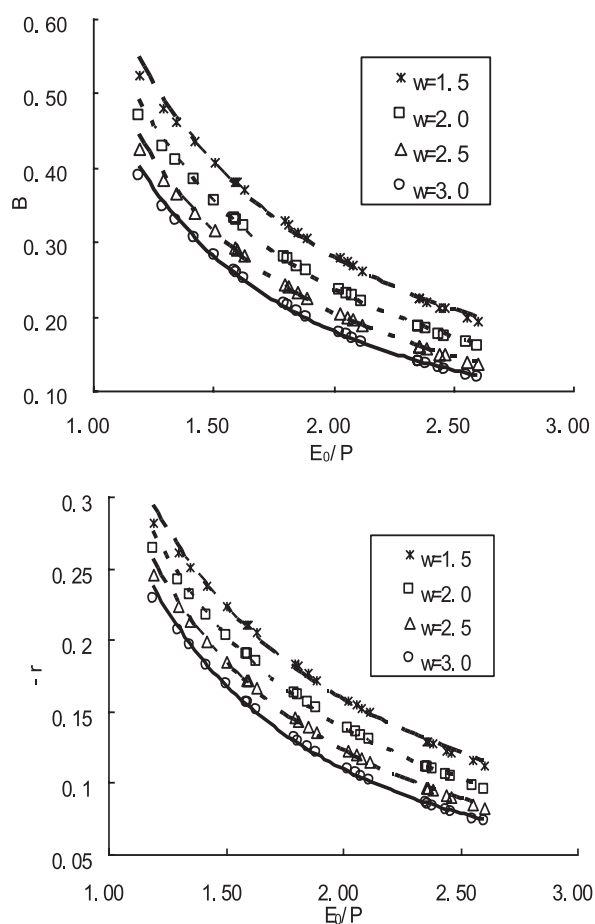 0. 60
0. 50
0. 40
0. 30
0. 20
0. 10
B
w=1. 5
w=2. 0
w=2. 5
w=3. 0
1. 00 1. 50 2. 00 2. 50 3. 00
E₀/P
0. 3
0. 25
0. 2
0. 15
0. 1
0. 05
- r
w=1. 5
w=2. 0
w=2. 5
w=3. 0
1. 00 1. 50 2. 00 2. 50 3. 00
E₀/P